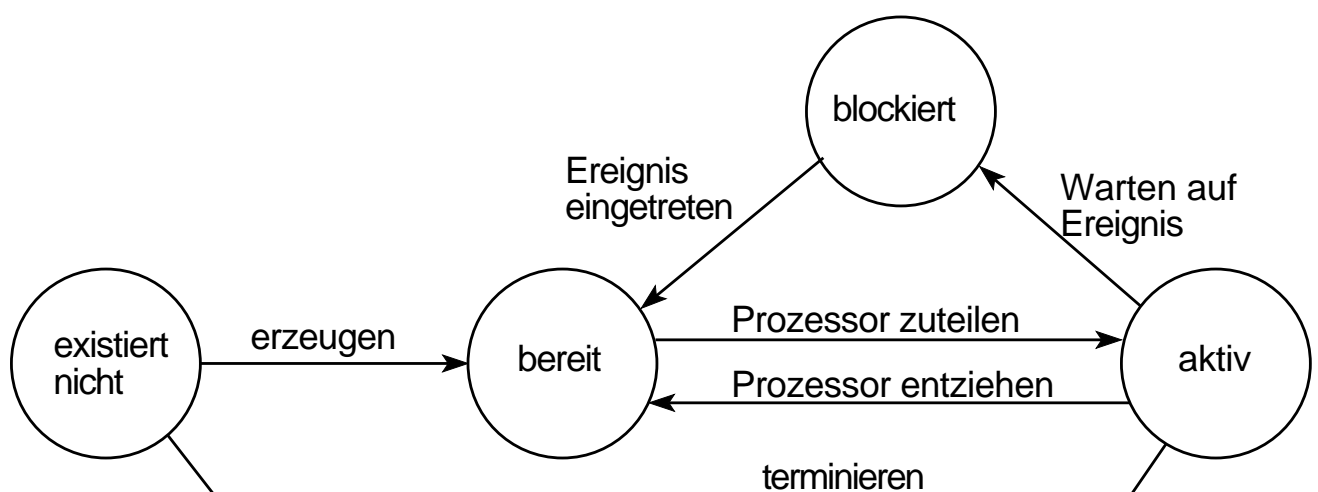 blockiert
Ereignis
eingetreten
Warten auf
Ereignis
existiert
nicht
erzeugen
bereit
Prozessor zuteilen
Prozessor entziehen
aktiv
terminieren